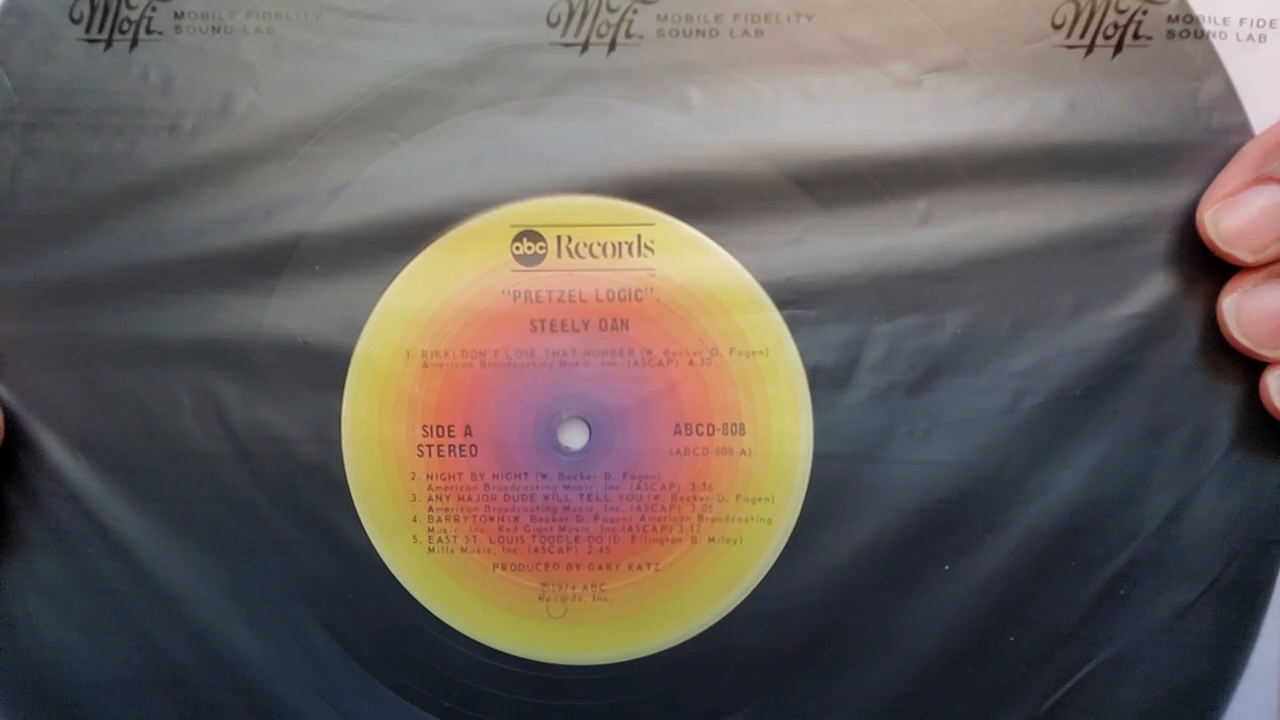 Mofi MOBILE FIDELITY SOUND LAB
Mofi MOBILE FIDELITY SOUND LAB
Mofi MOBILE FIDE SOUND LAB
abc Records
"PRETZEL LOGIC"
STEELY DAN
1. RIKKI DON'T LOSE THAT NUMBER (W. Becker D. Fagen)
American Broadcasting Music, Inc. (ASCAP) 4:30
SIDE A
STEREO
ABCD-808
(ABCD-808-A)
2. NIGHT BY NIGHT (W. Becker D. Fagen)
American Broadcasting Music, Inc. (ASCAP) 3:36
3. ANY MAJOR DUDE WILL TELL YOU (W. Becker D. Fagen)
American Broadcasting Music, Inc. (ASCAP) 3:05
4. BARRYTOWN (W. Becker D. Fagen) American Broadcasting
Music, Inc. Red Giant Music, Inc. (ASCAP) 3:17
5. EAST ST. LOUIS TOODLE-OO (D. Ellington B. Miley)
Mills Music, Inc. (ASCAP) 2:45
PRODUCED BY GARY KATZ
©1974 ABC
Records, Inc.